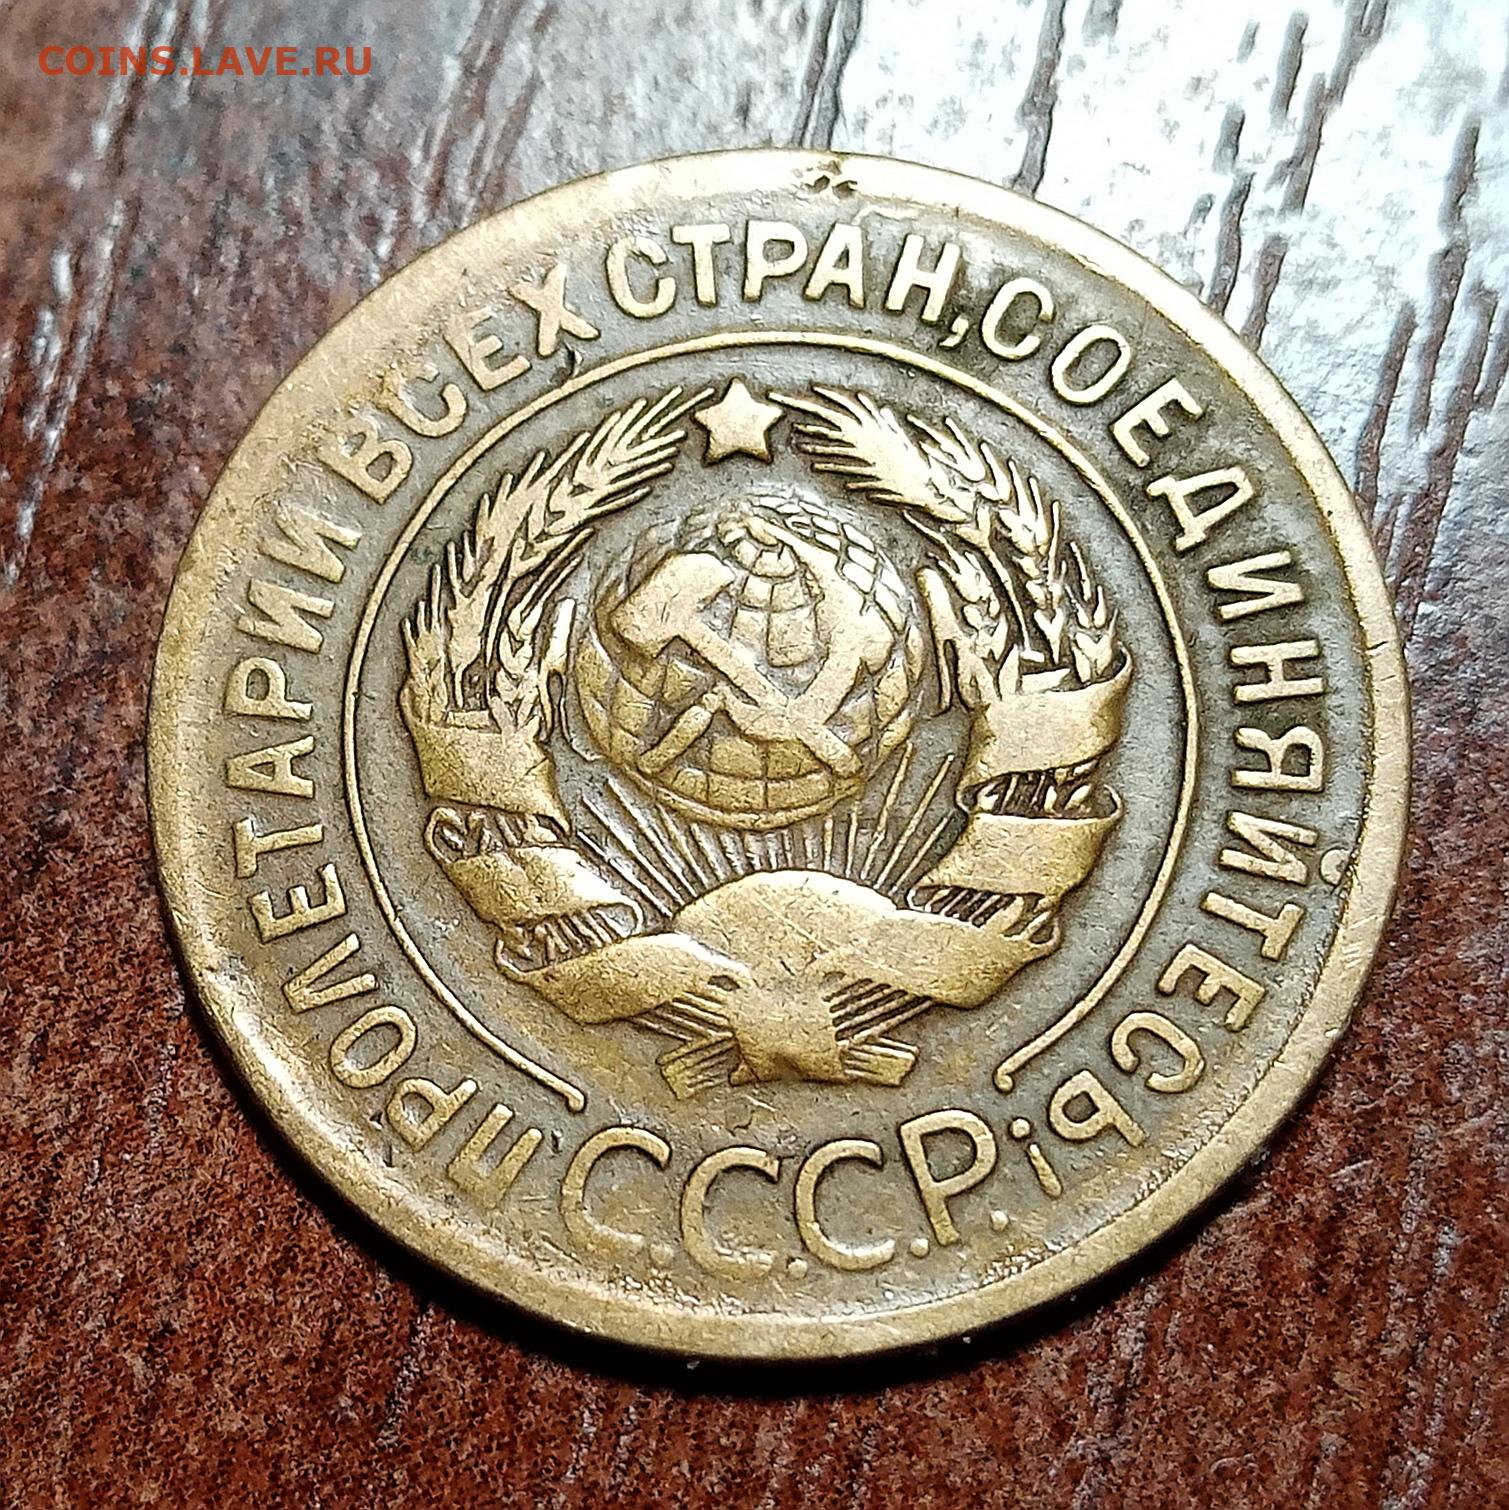 COINS.LAVE.RU
ПРОЛЕТАРИИ ВСЕХ СТРАН, СОЕДИНЯЙТЕСЬ!
С.С.С.Р.